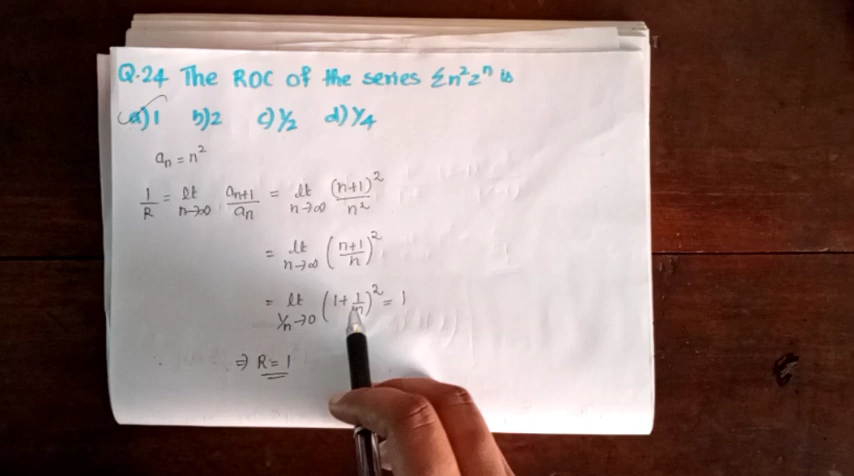 Q.24 The ROC of the series Σn²zⁿ is
a) 1 b) 2 c) ½ d) ¼
aₙ = n²
1/R = lt n→∞ aₙ₊₁/aₙ = lt n→∞ (n+1)²/n²
= lt n→∞ ((n+1)/n)²
= lt 1/n→0 (1+1/n)² = 1
⇒ R = 1